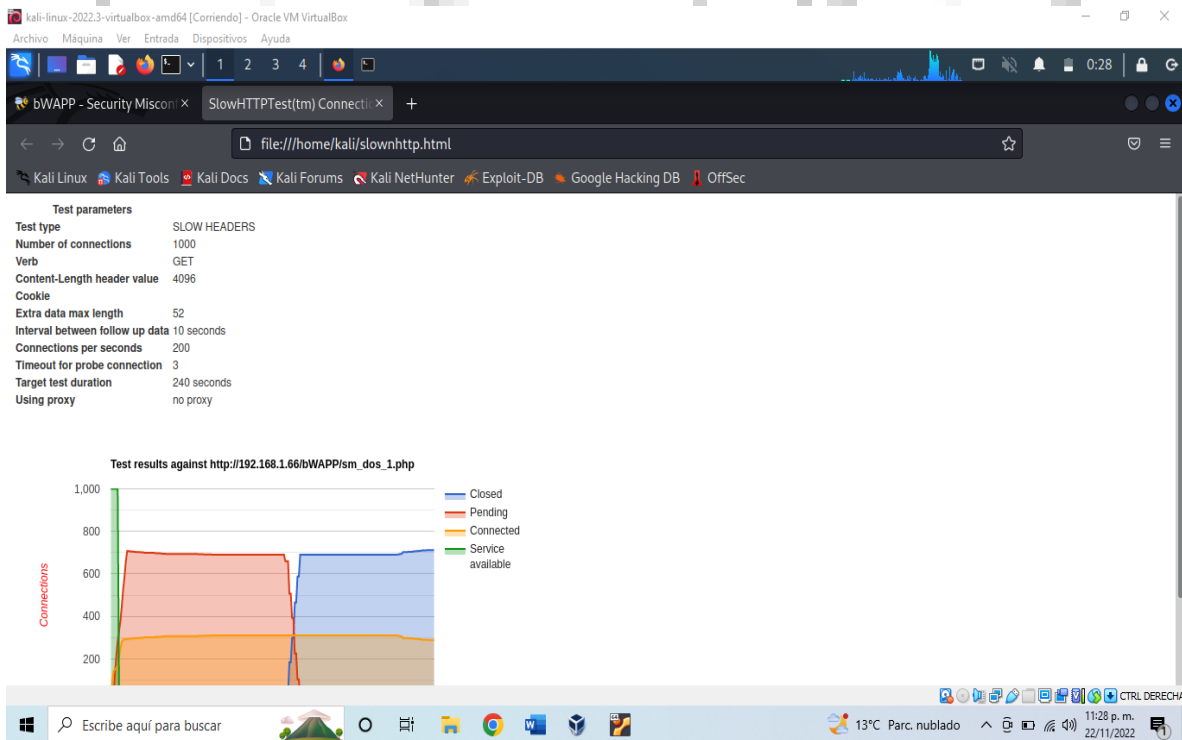 kali-linux-2022.3-virtualbox-amd64 [Corriendo] - Oracle VM VirtualBox
Archivo Máquina Ver Entrada Dispositivos Ayuda
1 2 3 4 0:28
bWAPP - Security Misconf SlowHTTPTest(tm) Connectic
file:///home/kali/slownhttp.html
Kali Linux Kali Tools Kali Docs Kali Forums Kali NetHunter Exploit-DB Google Hacking DB OffSec
Test parameters
Test type SLOW HEADERS
Number of connections 1000
Verb GET
Content-Length header value 4096
Cookie
Extra data max length 52
Interval between follow up data 10 seconds
Connections per seconds 200
Timeout for probe connection 3
Target test duration 240 seconds
Using proxy no proxy
Test results against http://192.168.1.66/bWAPP/sm_dos_1.php
1,000
800
600
400
200
Connections
Closed
Pending
Connected
Service
available
CTRL DERECHA
Escribe aquí para buscar
13°C Parc. nublado
11:28 p. m.
22/11/2022